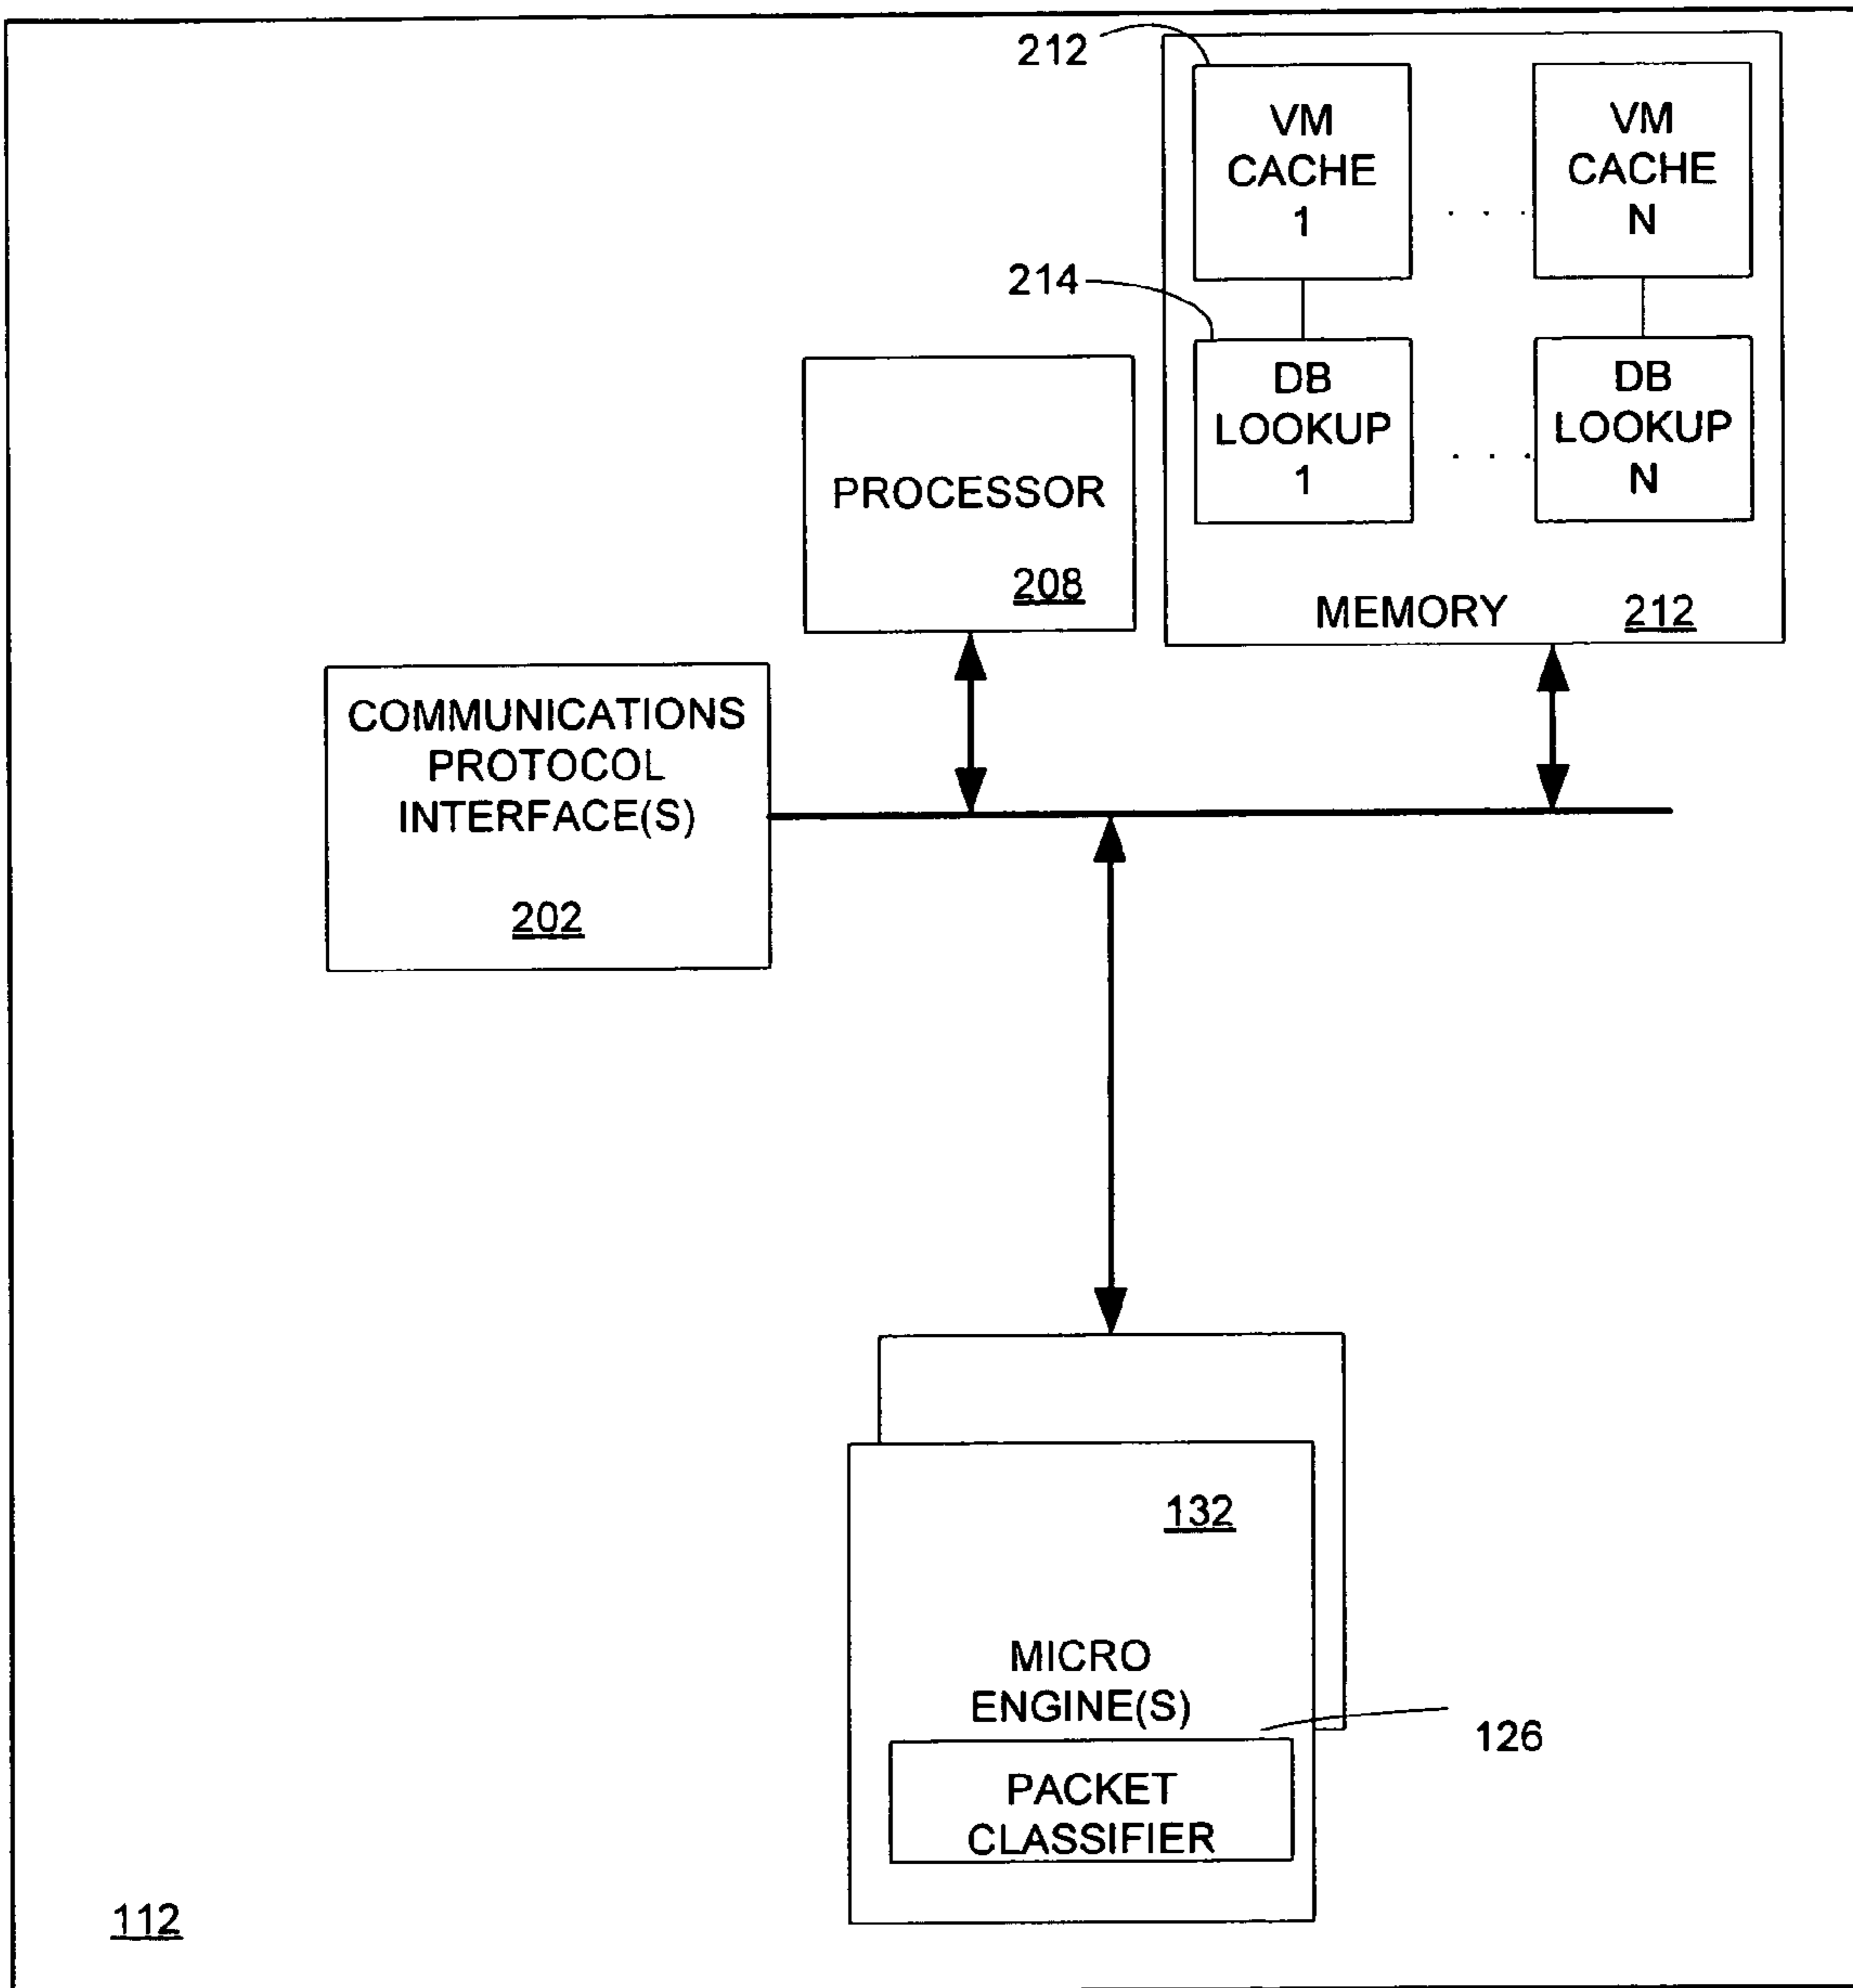 212
VM
CACHE
1
. . .
VM
CACHE
N
214
DB
LOOKUP
1
. . .
DB
LOOKUP
N
MEMORY 212
PROCESSOR
208
COMMUNICATIONS
PROTOCOL
INTERFACE(S)
202
132
MICRO
ENGINE(S)
126
PACKET
CLASSIFIER
112